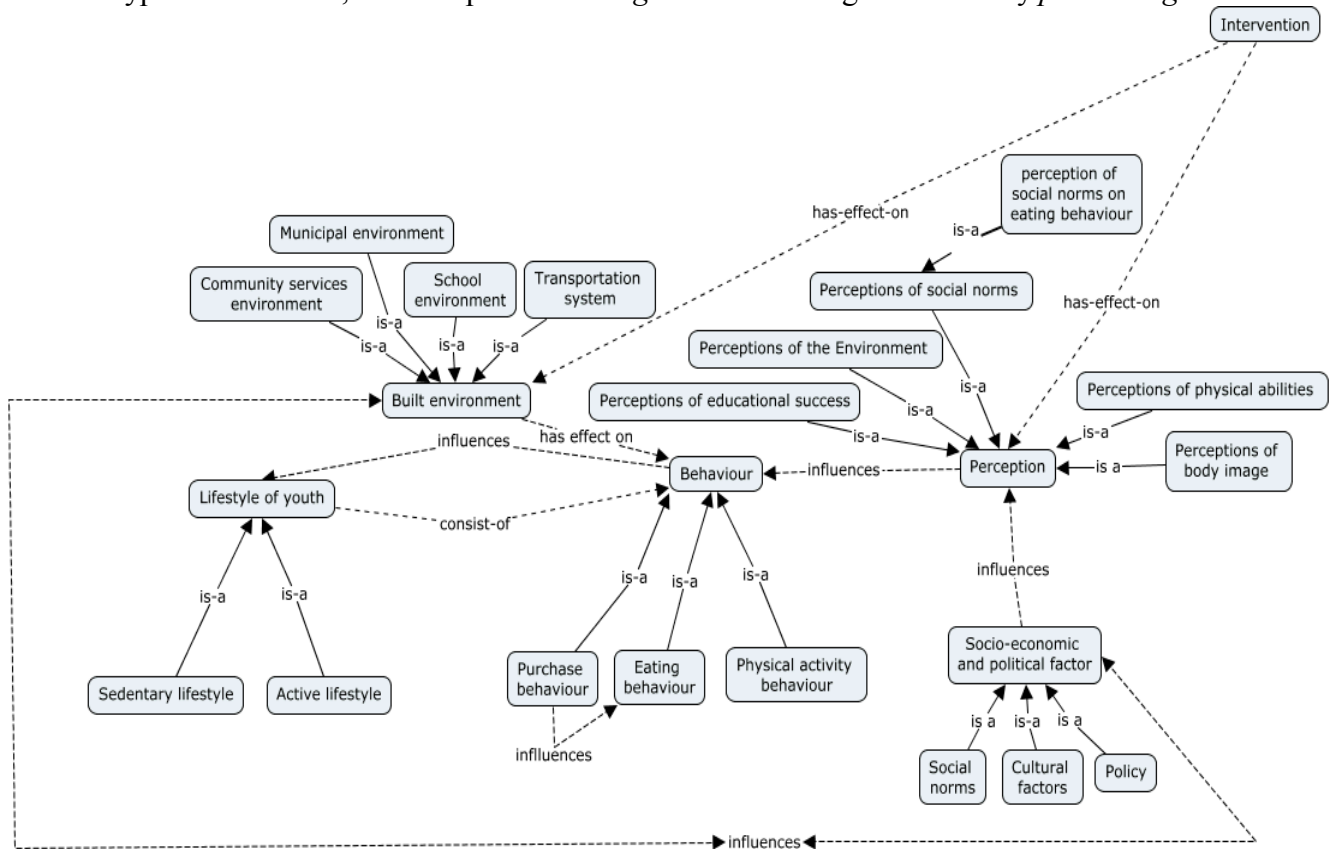 Intervention
perception of
social norms on
eating behaviour
has-effect-on
is-a
Municipal environment
Community services
environment
School
environment
Transportation
system
Perceptions of social norms
has-effect-on
is-a
is-a
is-a
is-a
Perceptions of the Environment
Perceptions of physical abilities
Built environment
Perceptions of educational success
is-a
is-a
is-a
is-a
influences
has effect on
Perceptions of
body image
Behaviour
influences
Perception
is a
Lifestyle of youth
consist-of
influences
is-a
is-a
is-a
is-a
is-a
Socio-economic
and political factor
Sedentary lifestyle
Active lifestyle
Purchase
behaviour
Eating
behaviour
Physical activity
behaviour
is a
is-a
is a
inflluences
Social
norms
Cultural
factors
Policy
influences